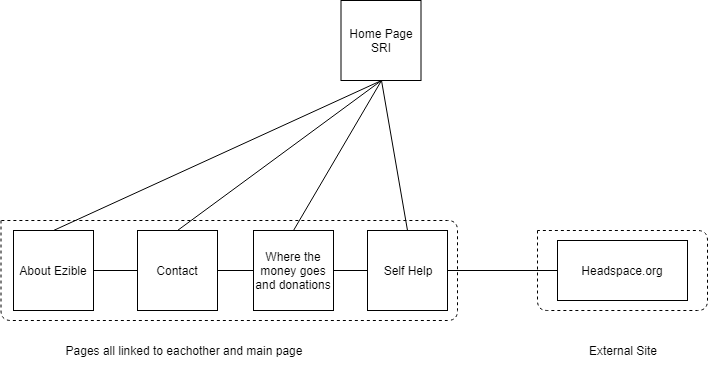 Home Page
SRI
About Ezible
Contact
Where the
money goes
and donations
Self Help
Headspace.org
Pages all linked to eachother and main page
External Site